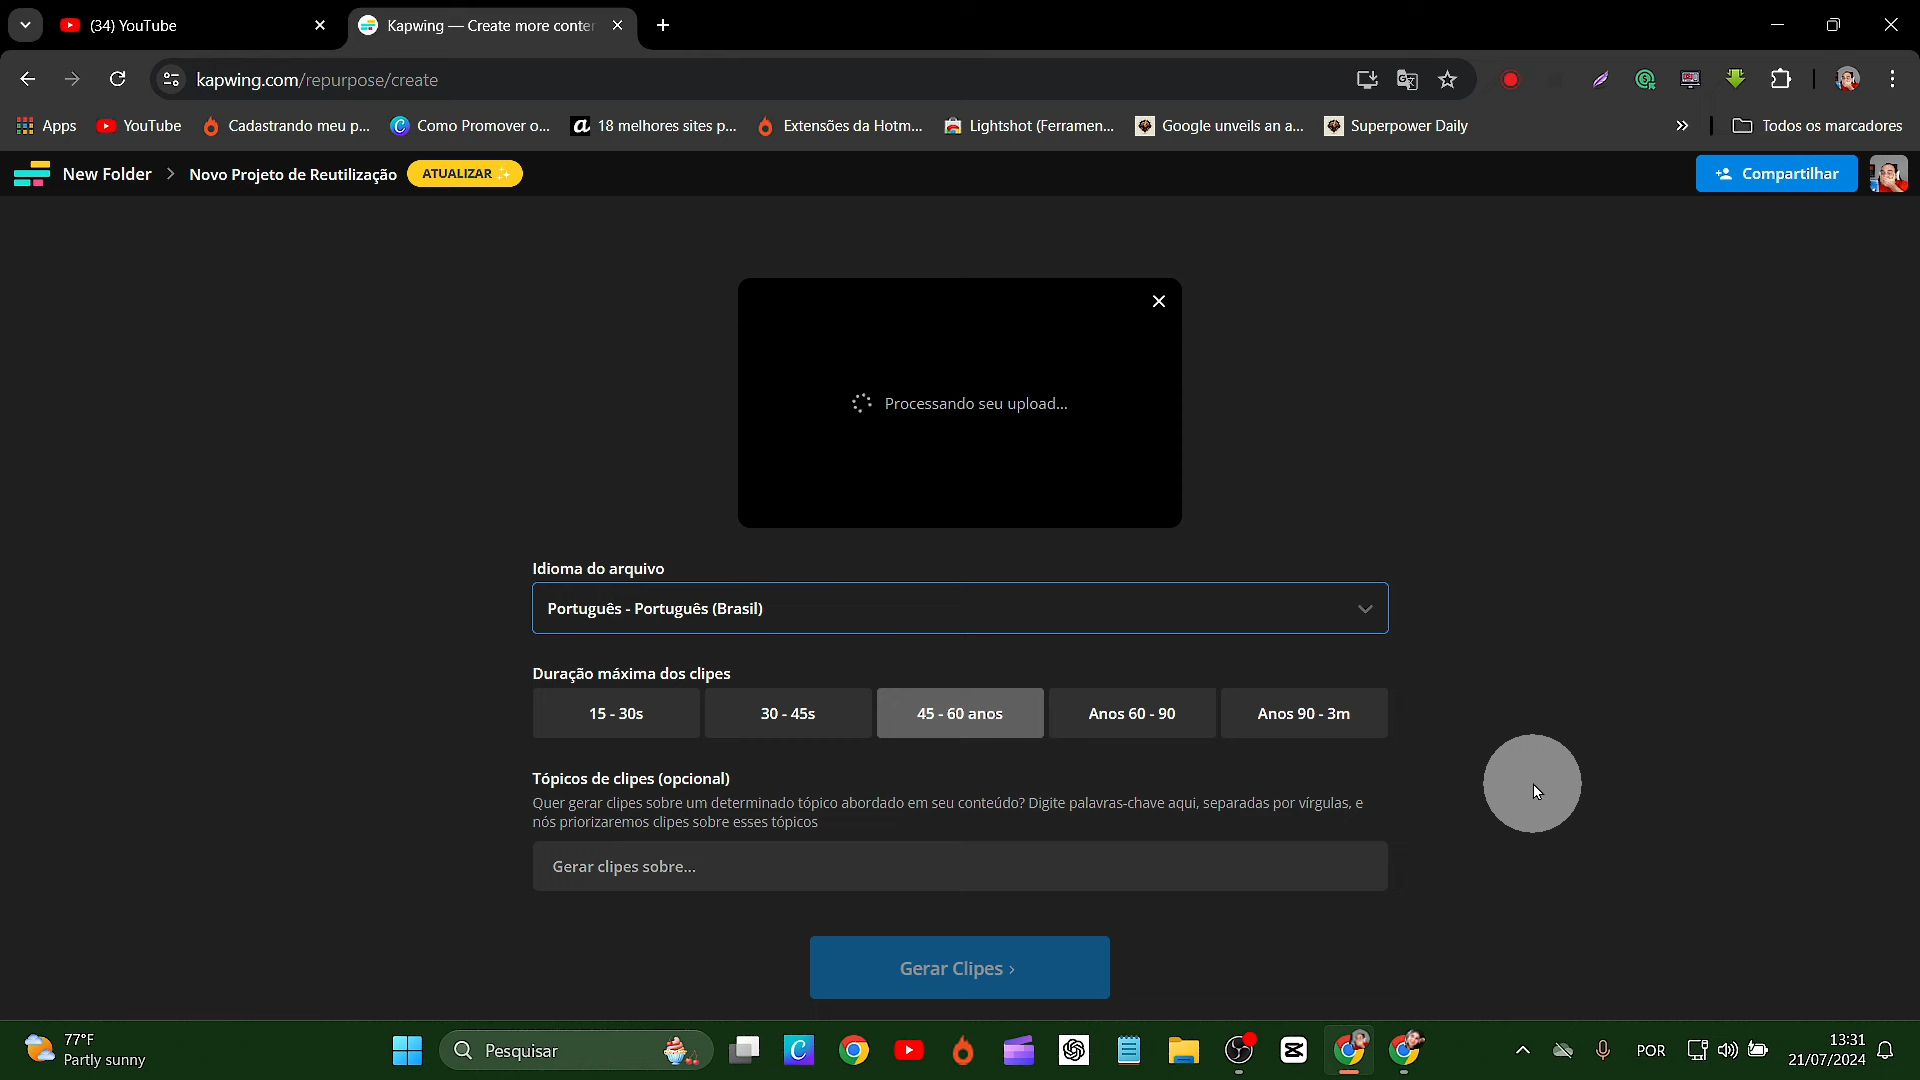 (34) YouTube
Kapwing — Create more conter
kapwing.com/repurpose/create
Apps
YouTube
Cadastrando meu p...
Como Promover o...
18 melhores sites p...
Extensões da Hotm...
Lightshot (Ferramen...
Google unveils an a...
Superpower Daily
Todos os marcadores
New Folder
Novo Projeto de Reutilização
ATUALIZAR
Compartilhar
Processando seu upload...
Idioma do arquivo
Português - Português (Brasil)
Duração máxima dos clipes
15 - 30s
30 - 45s
45 - 60 anos
Anos 60 - 90
Anos 90 - 3m
Tópicos de clipes (opcional)
Quer gerar clipes sobre um determinado tópico abordado em seu conteúdo? Digite palavras-chave aqui, separadas por vírgulas, e
nós priorizaremos clipes sobre esses tópicos
Gerar clipes sobre...
Gerar Clipes ›
77°F
Partly sunny
Pesquisar
POR
13:31
21/07/2024